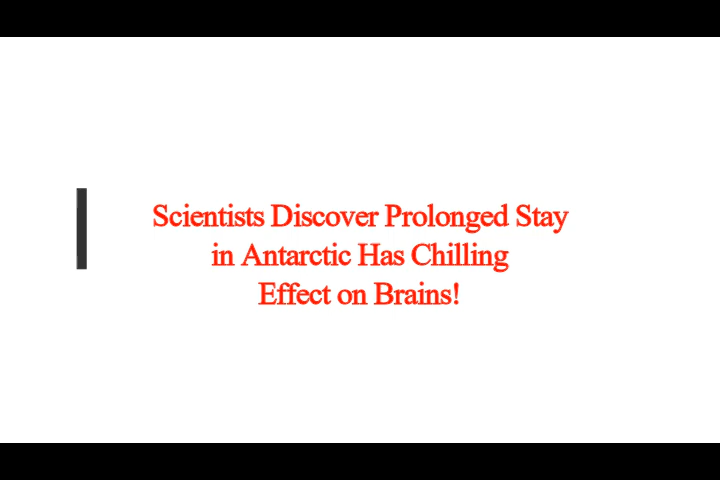 Scientists Discover Prolonged Stay
in Antarctic Has Chilling
Effect on Brains!